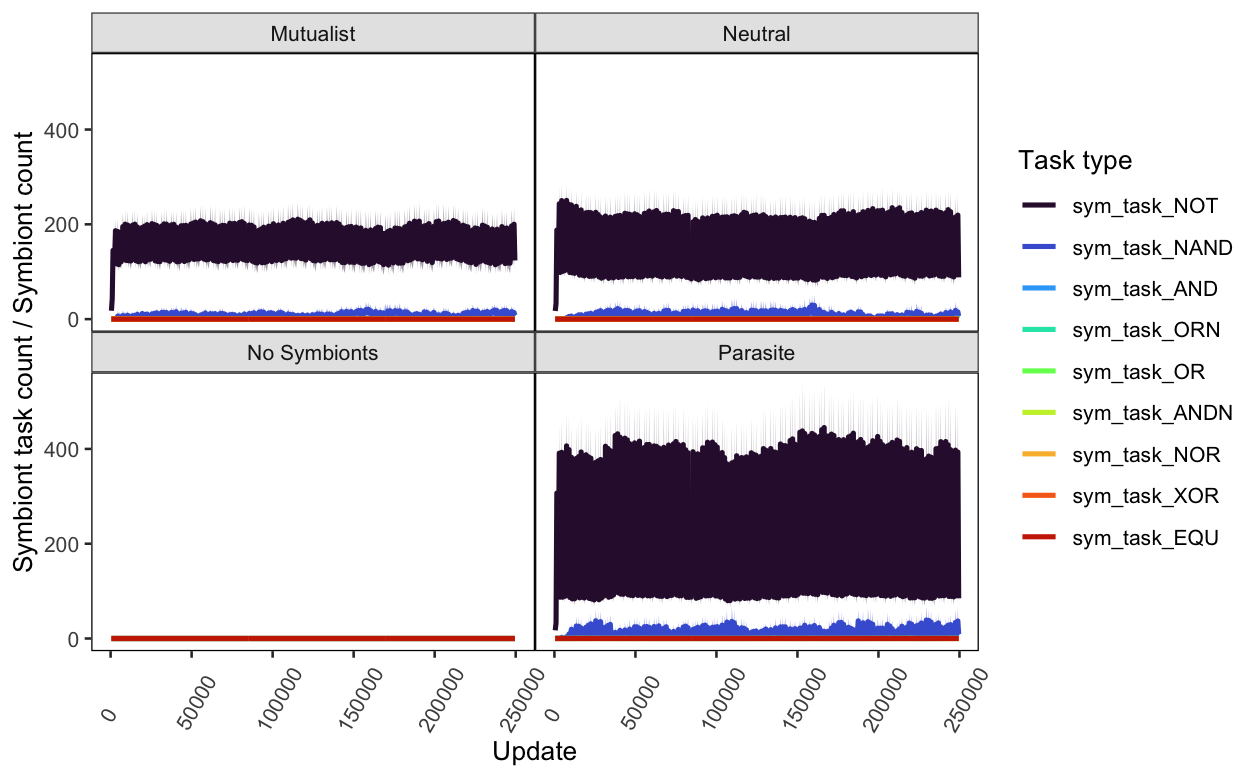 Mutualist
Neutral
No Symbionts
Parasite
Symbiont task count / Symbiont count
400
200
0
400
200
0
0
50000
100000
150000
200000
250000
0
50000
100000
150000
200000
250000
Update
Task type
sym_task_NOT
sym_task_NAND
sym_task_AND
sym_task_ORN
sym_task_OR
sym_task_ANDN
sym_task_NOR
sym_task_XOR
sym_task_EQU